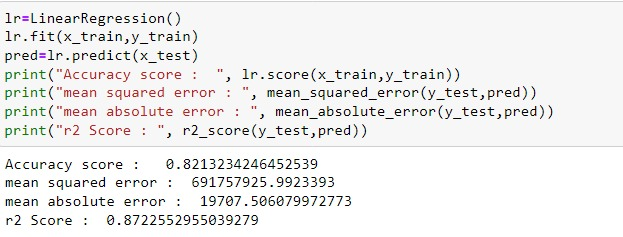 lr=LinearRegression()
lr.fit(x_train,y_train)
pred=lr.predict(x_test)
print("Accuracy score :  ", lr.score(x_train,y_train))
print("mean squared error : ", mean_squared_error(y_test,pred))
print("mean absolute error : ", mean_absolute_error(y_test,pred))
print("r2 Score : ", r2_score(y_test,pred))
Accuracy score :   0.8213234246452539
mean squared error :  691757925.9923393
mean absolute error :  19707.506079972773
r2 Score :  0.8722552955039279